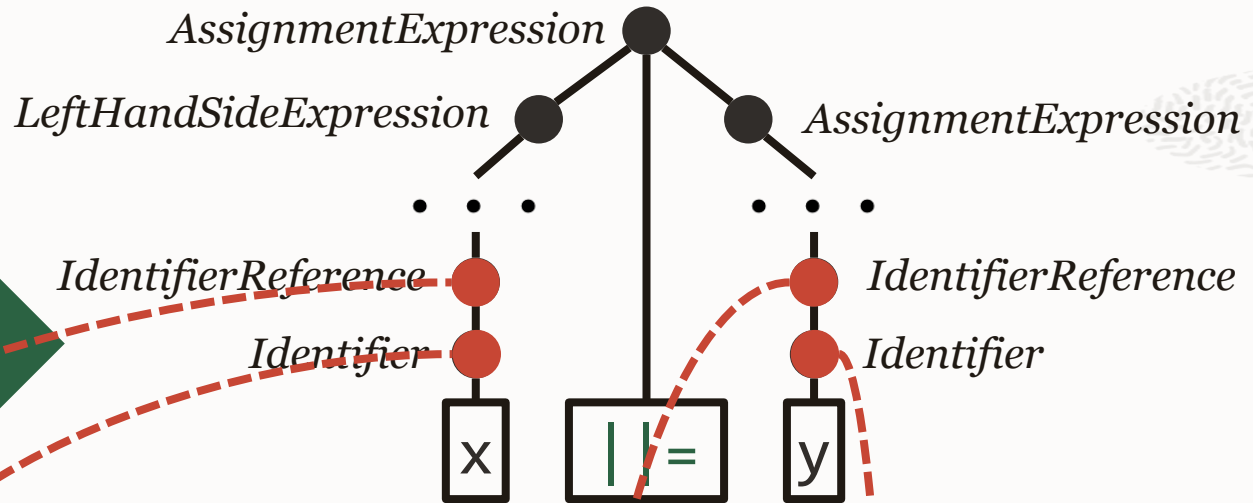 AssignmentExpression
LeftHandSideExpression
AssignmentExpression
IdentifierReference
IdentifierReference
Identifier
Identifier
x
||=
y